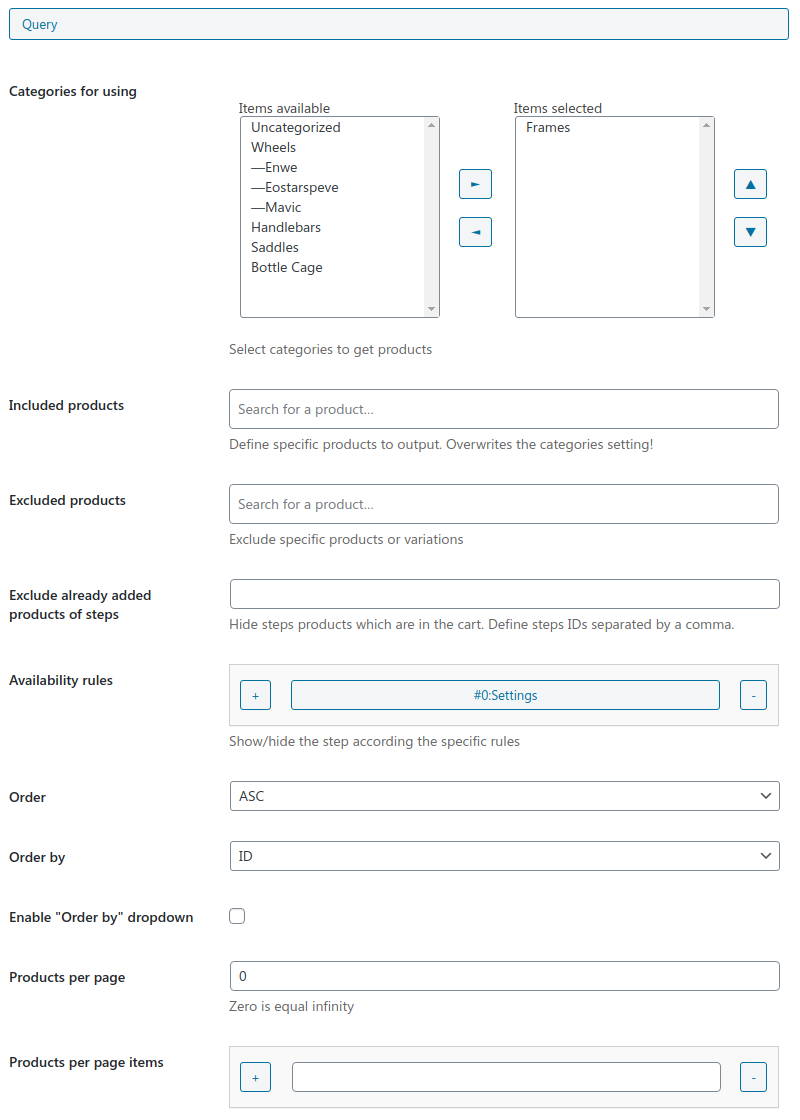 Query
Categories for using
Items available
Items selected
Uncategorized
Wheels
—Enwe
—Eostarspeve
—Mavic
Handlebars
Saddles
Bottle Cage
Frames
►
◄
▲
▼
Select categories to get products
Included products
Search for a product...
Define specific products to output. Overwrites the categories setting!
Excluded products
Search for a product...
Exclude specific products or variations
Exclude already added
products of steps
Hide steps products which are in the cart. Define steps IDs separated by a comma.
Availability rules
+
#0:Settings
-
Show/hide the step according the specific rules
Order
ASC
Order by
ID
Enable "Order by" dropdown
Products per page
0
Zero is equal infinity
Products per page items
+
-